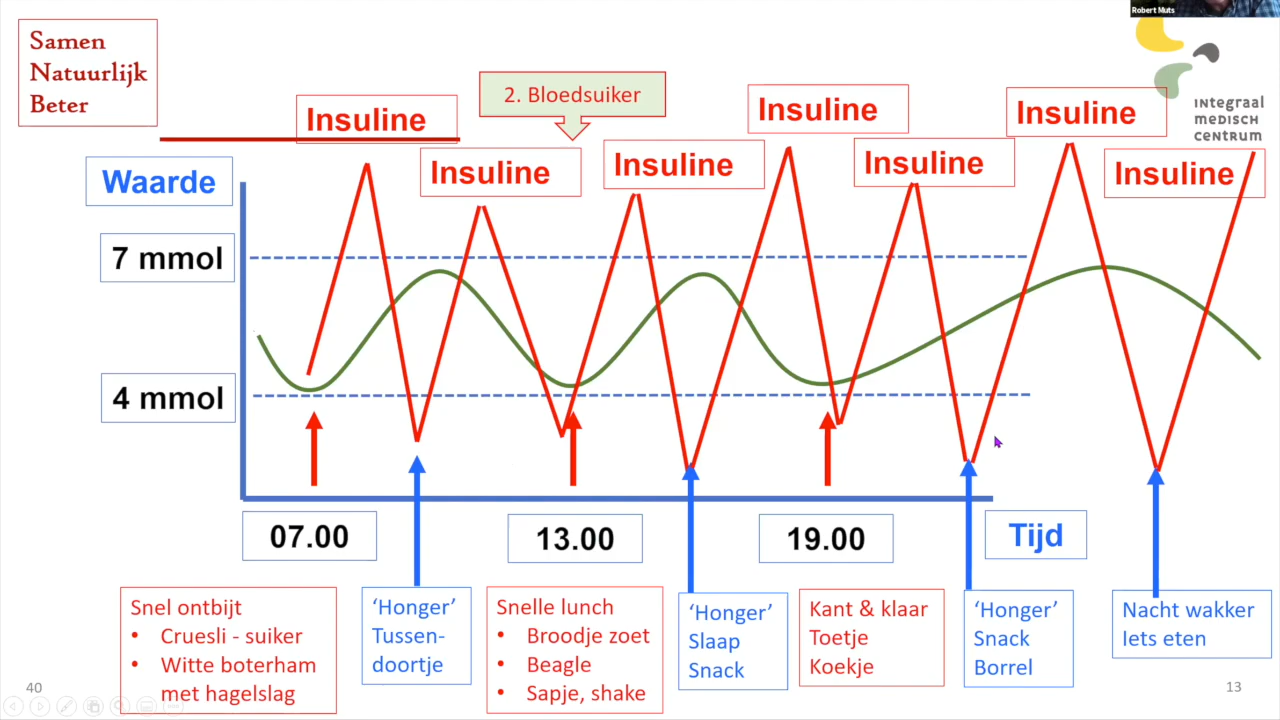 Robert Muts
Samen
Natuurlijk
Beter
INTEGRAAL
MEDISCH
CENTRUM
2. Bloedsuiker
Insuline
Insuline
Insuline
Insuline
Insuline
Insuline
Insuline
Waarde
7 mmol
4 mmol
07.00
13.00
19.00
Tijd
Snel ontbijt
• Cruesli - suiker
• Witte boterham
met hagelslag
‘Honger’
Tussen-
doortje
Snelle lunch
• Broodje zoet
• Beagle
• Sapje, shake
‘Honger’
Slaap
Snack
Kant & klaar
Toetje
Koekje
‘Honger’
Snack
Borrel
Nacht wakker
Iets eten
40
13